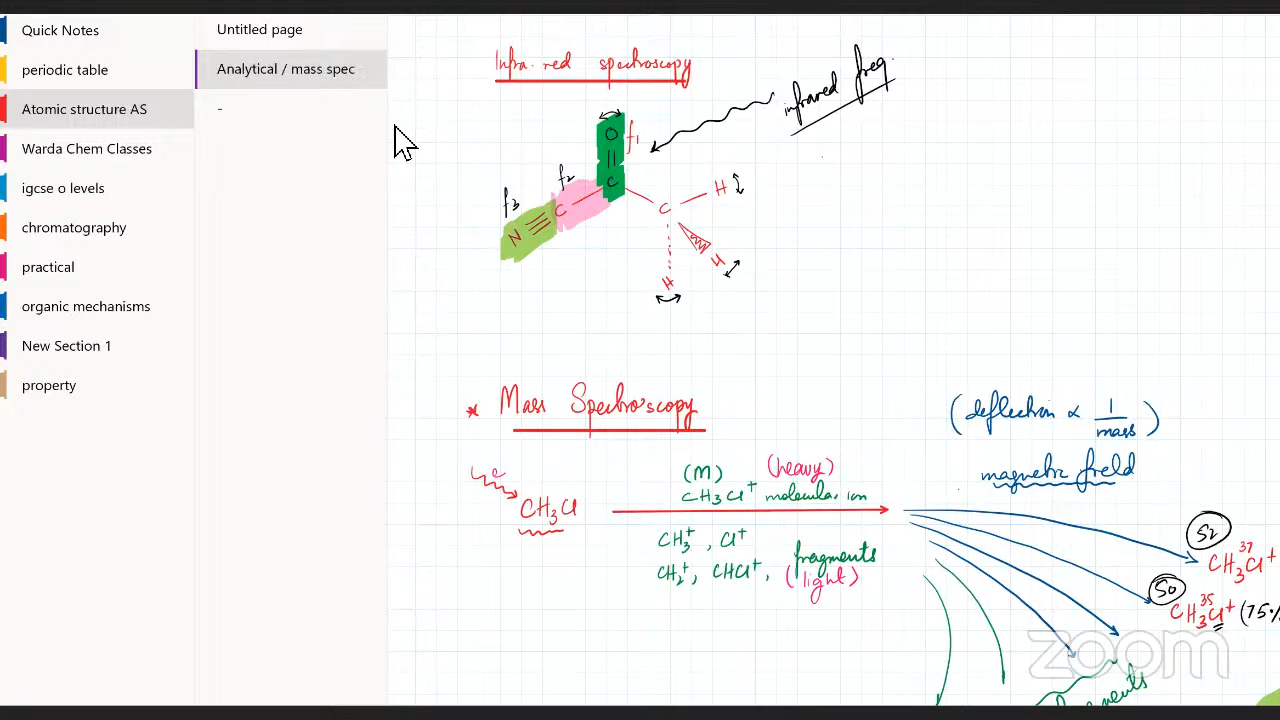 Quick Notes
periodic table
Atomic structure AS
Warda Chem Classes
igcse o levels
chromatography
practical
organic mechanisms
New Section 1
property
Untitled page
Analytical / mass spec
-
Infra.red spectroscopy
infrared freq.
O
f1
C
f2
f3
N
C
C
H
H
H
* Mass Spectroscopy
(deflection ∝ 1/mass)
magnetic field
e
CH3Cl
(M) (heavy)
CH3Cl+ molecular ion
CH3+, Cl+
CH2+, CHCl+, fragments
(light)
52
CH3 37Cl+
50
CH3 35Cl+ (75%
zoom
fragments